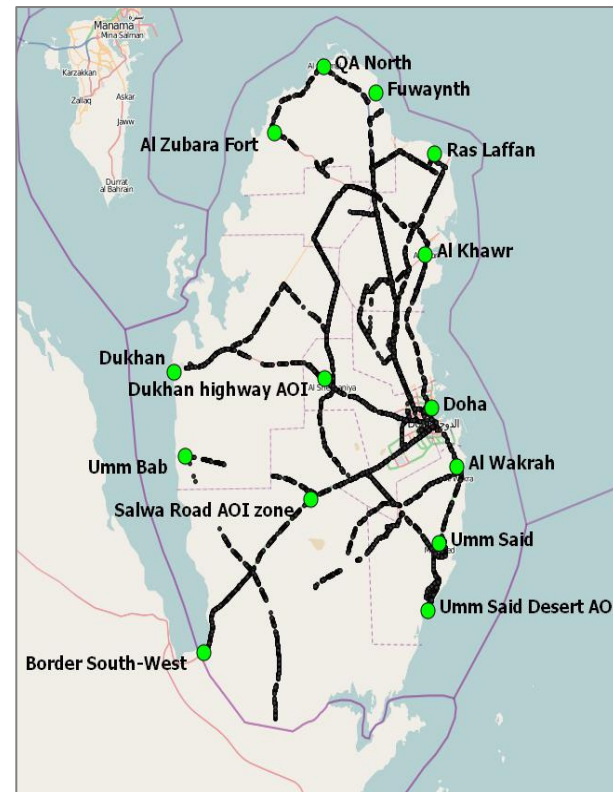 سترة
Manama
Mina Salman
Karzakkan
Zallaq
Askar
Jaww
Durrat
al Bahrain
QA North
Fuwaynth
Al Zubara Fort
Ras Laffan
Al Khawr
Dukhan
Dukhan highway AOI
Doha
الدوحة
Umm Bab
Al Wakrah
Salwa Road AOI zone
Umm Said
Umm Said Desert AO
Border South-West